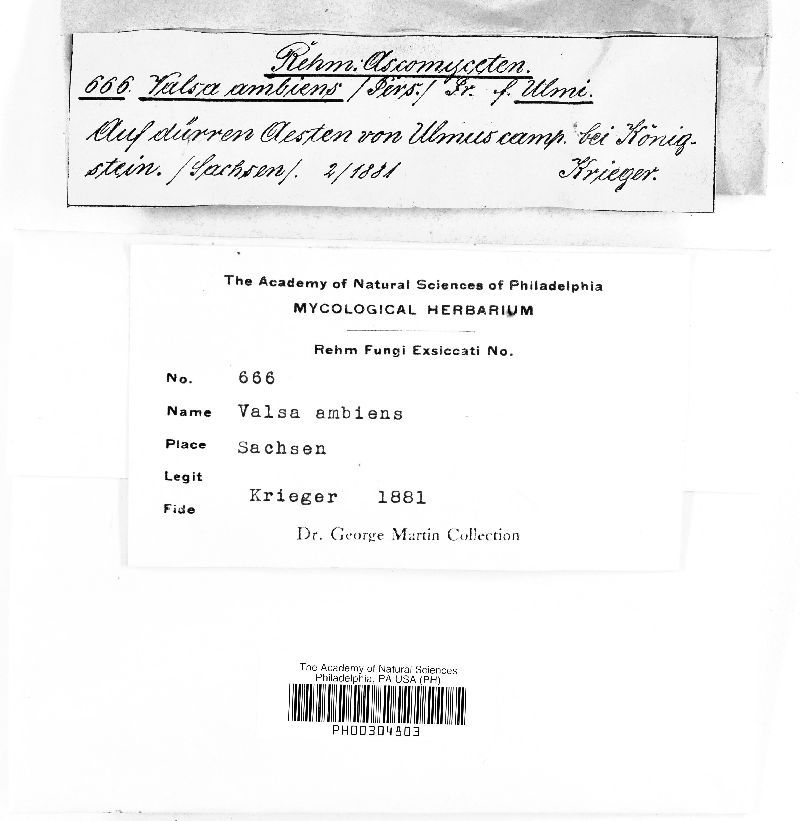 Rehm: Ascomyceten.
666. Valsa ambiens /Pers./ Fr. f. Ulmi.
Auf dürren Aesten von Ulmus camp. bei König-
stein. /Sachsen/. 2/1881 Krieger.
The Academy of Natural Sciences of Philadelphia
MYCOLOGICAL HERBARIUM
Rehm Fungi Exsiccati No.
No. 666
Name Valsa ambiens
Place Sachsen
Legit
Krieger 1881
Fide
Dr. George Martin Collection
The Academy of Natural Sciences
Philadelphia, PA USA (PH)
PH00304803